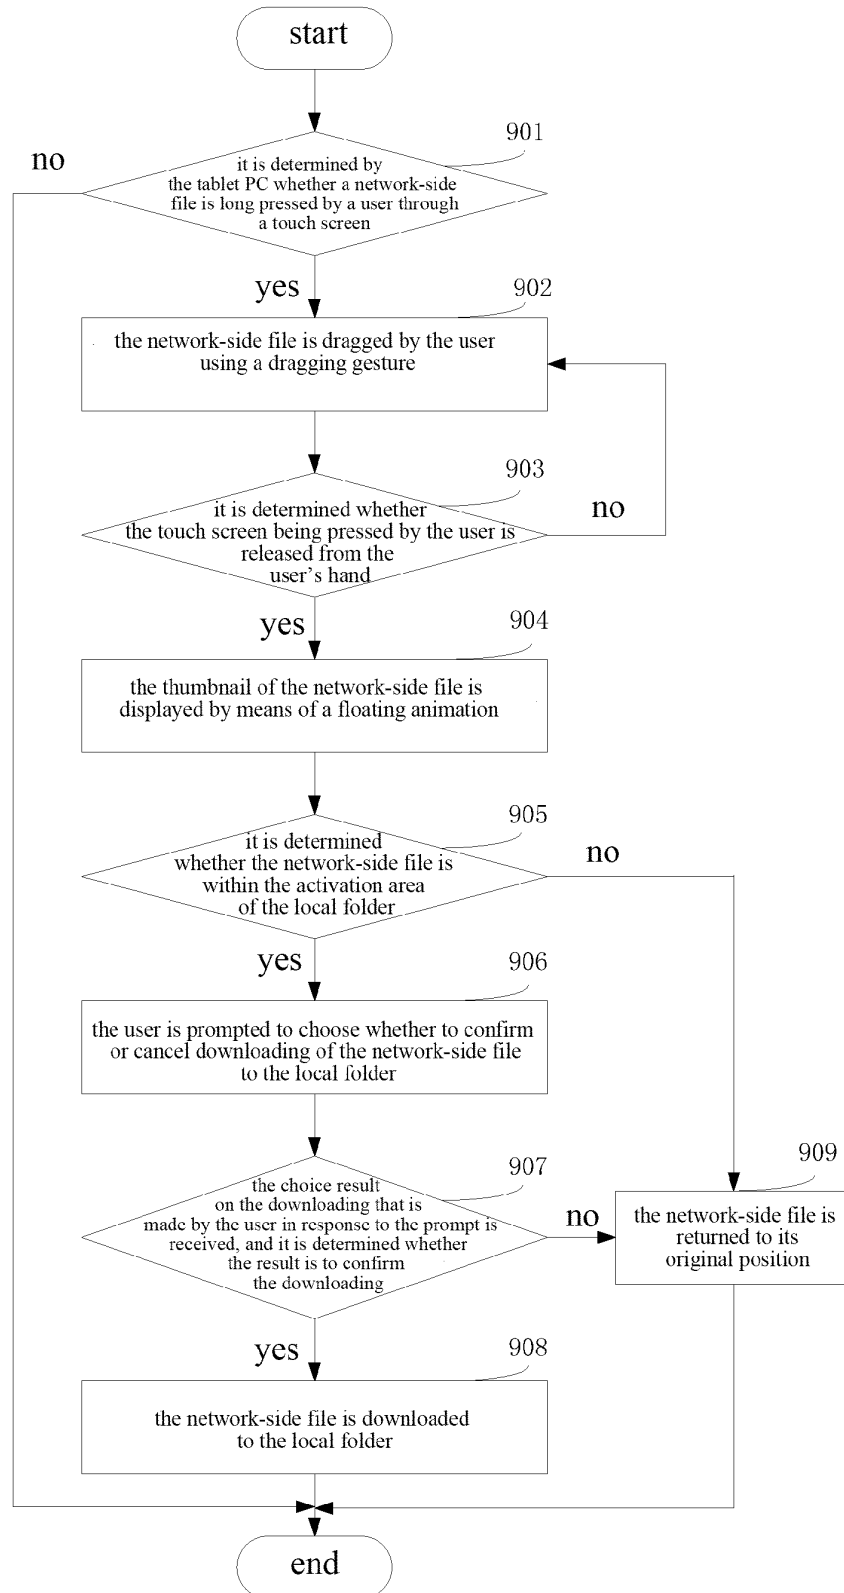 start
901
no
it is determined by
the tablet PC whether a network-side
file is long pressed by a user through
a touch screen
yes
902
the network-side file is dragged by the user
using a dragging gesture
903
it is determined whether
the touch screen being pressed by the user is
released from the
user's hand
no
yes
904
the thumbnail of the network-side file is
displayed by means of a floating animation
905
it is determined
whether the network-side file is
within the activation area
of the local folder
no
yes
906
the user is prompted to choose whether to confirm
or cancel downloading of the network-side file
to the local folder
907
the choice result
on the downloading that is
made by the user in response to the prompt is
received, and it is determined whether
the result is to confirm
the downloading
no
909
the network-side file is
returned to its
original position
yes
908
the network-side file is downloaded
to the local folder
end